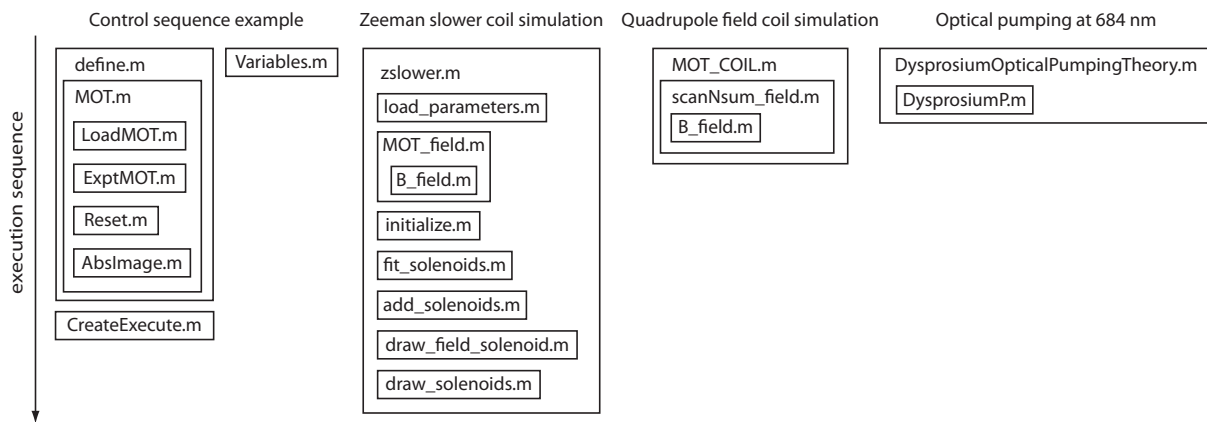 Control sequence example
Zeeman slower coil simulation
Quadrupole field coil simulation
Optical pumping at 684 nm
execution sequence
define.m
MOT.m
LoadMOT.m
ExptMOT.m
Reset.m
AbsImage.m
CreateExecute.m
Variables.m
zslower.m
load_parameters.m
MOT_field.m
B_field.m
initialize.m
fit_solenoids.m
add_solenoids.m
draw_field_solenoid.m
draw_solenoids.m
MOT_COIL.m
scanNsum_field.m
B_field.m
DysprosiumOpticalPumpingTheory.m
DysprosiumP.m